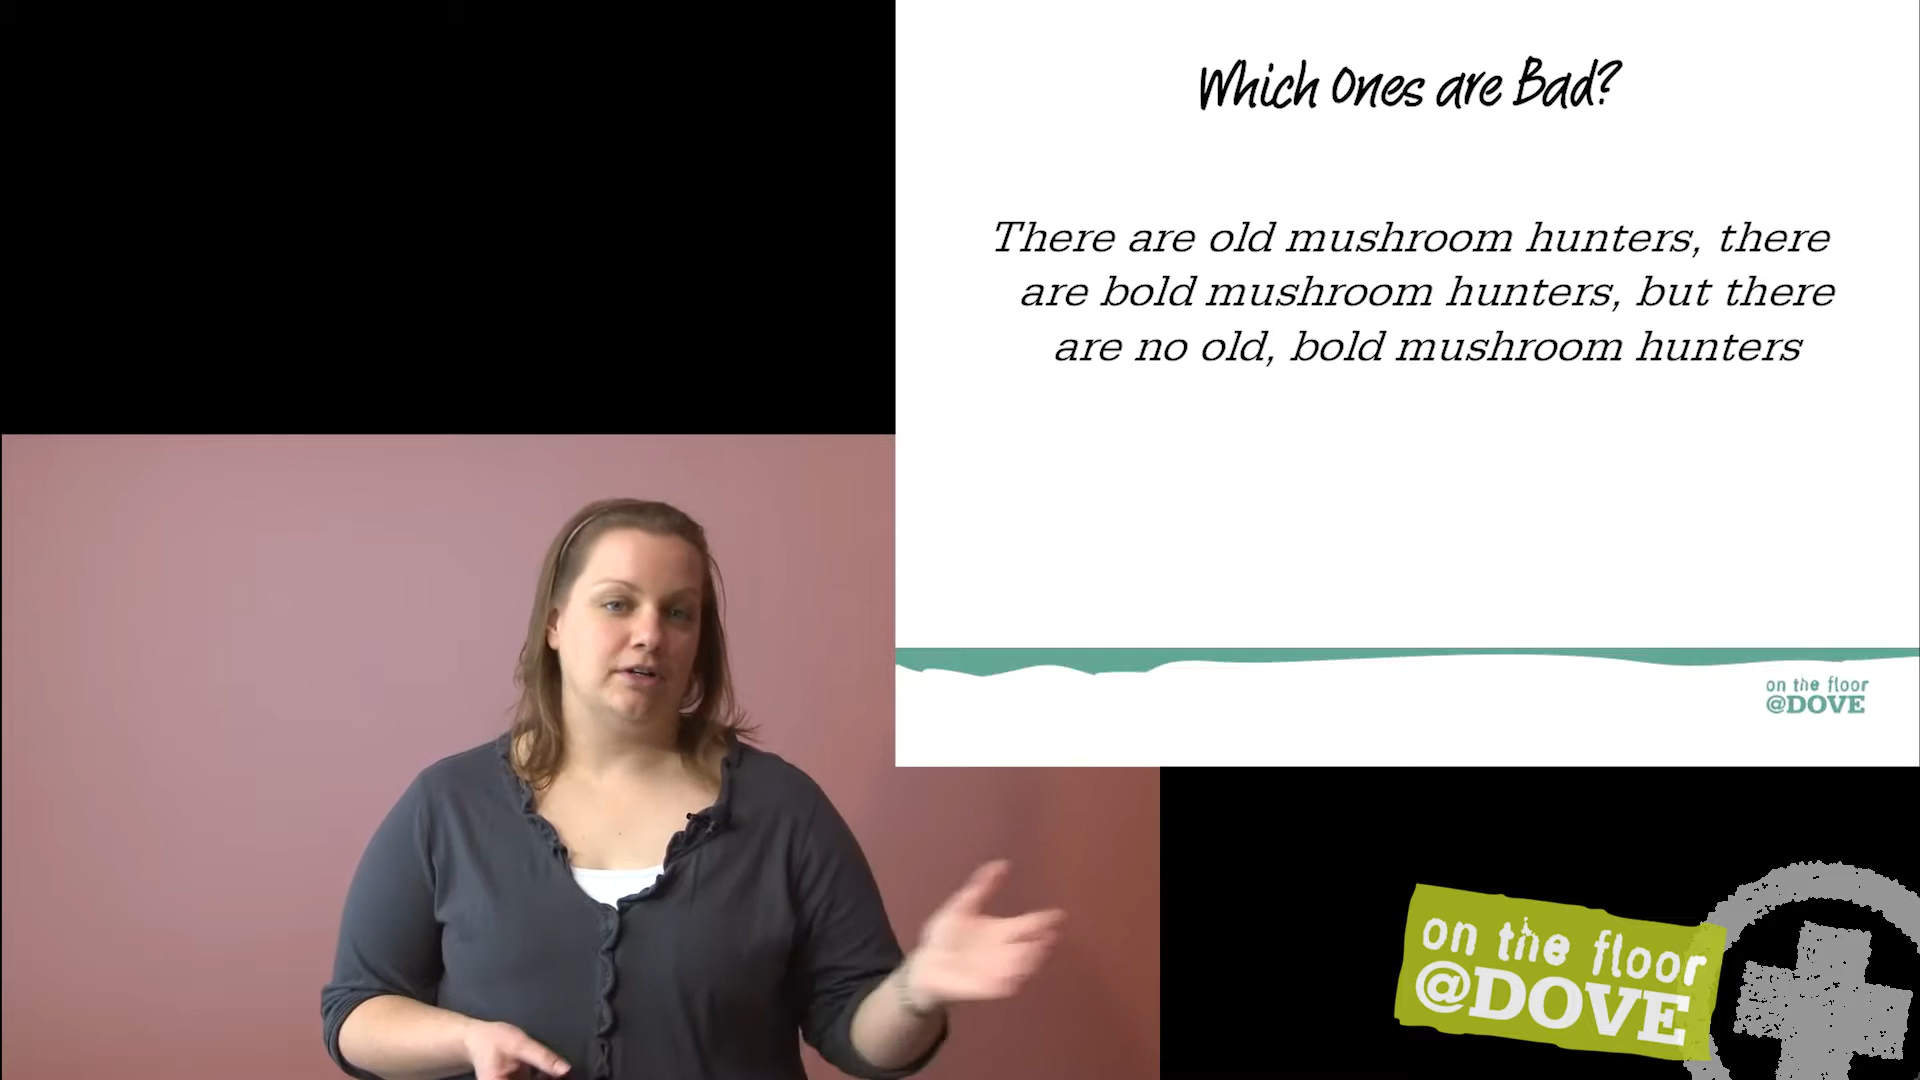 Which Ones are Bad?
There are old mushroom hunters, there
are bold mushroom hunters, but there
are no old, bold mushroom hunters
on the floor
@DOVE
on the floor
@DOVE